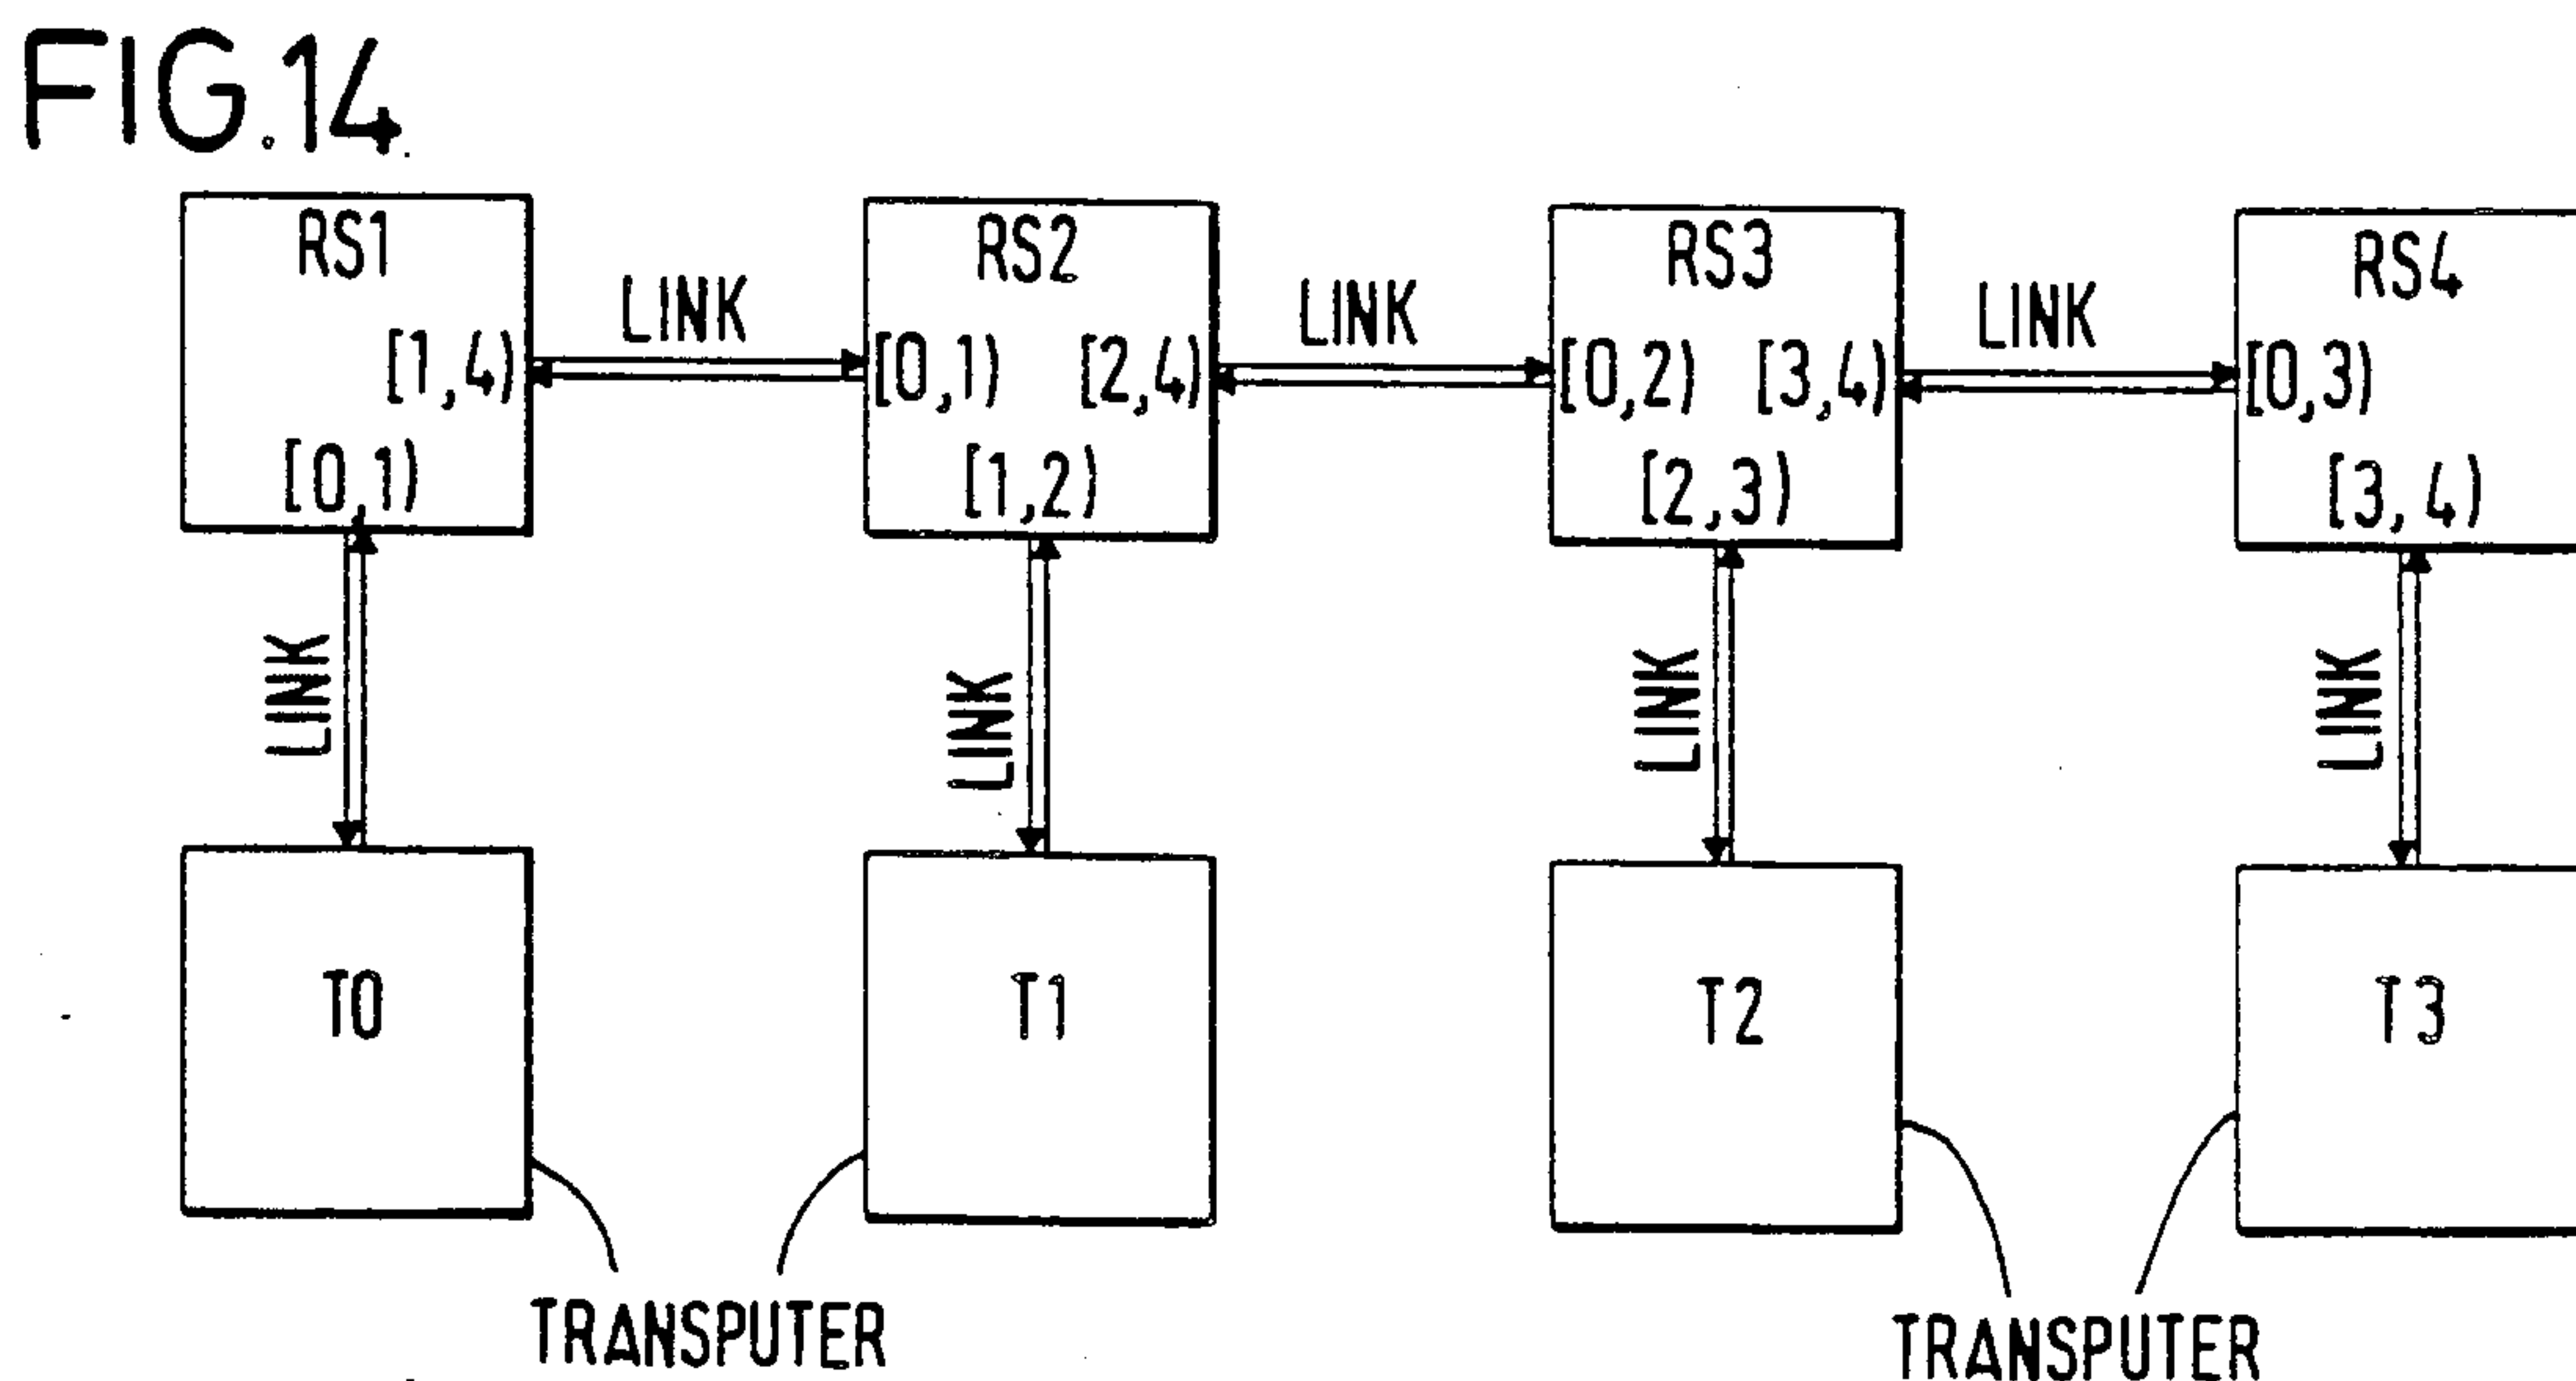 FIG.14
RS1
RS2
RS3
RS4
LINK
LINK
LINK
[1,4)
[0,1)
[2,4)
[0,2)
[3,4)
[0,3)
[0,1)
[1,2)
[2,3)
[3, 4)
LINK
LINK
LINK
LINK
T0
T1
T2
T3
TRANSPUTER
TRANSPUTER